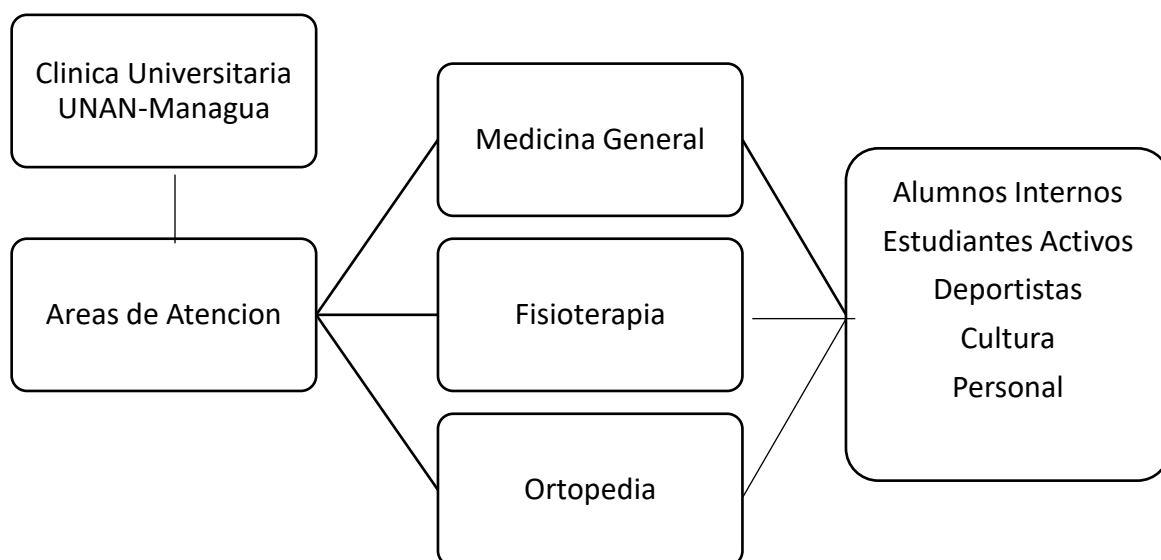 Clinica Universitaria
UNAN-Managua
Areas de Atencion
Medicina General
Fisioterapia
Ortopedia
Alumnos Internos
Estudiantes Activos
Deportistas
Cultura
Personal